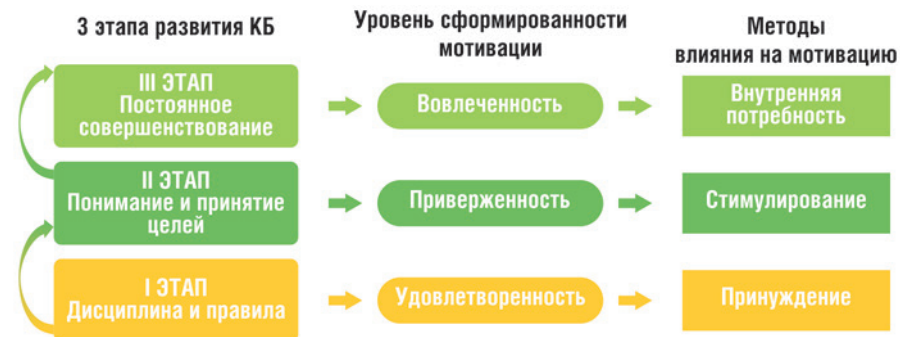 3 этапа развития КБ
Уровень сформированности
мотивации
Методы
влияния на мотивацию
III ЭТАП
Постоянное
совершенствование
Вовлеченность
Внутренняя
потребность
II ЭТАП
Понимание и принятие
целей
Приверженность
Стимулирование
I ЭТАП
Дисциплина и правила
Удовлетворенность
Принуждение